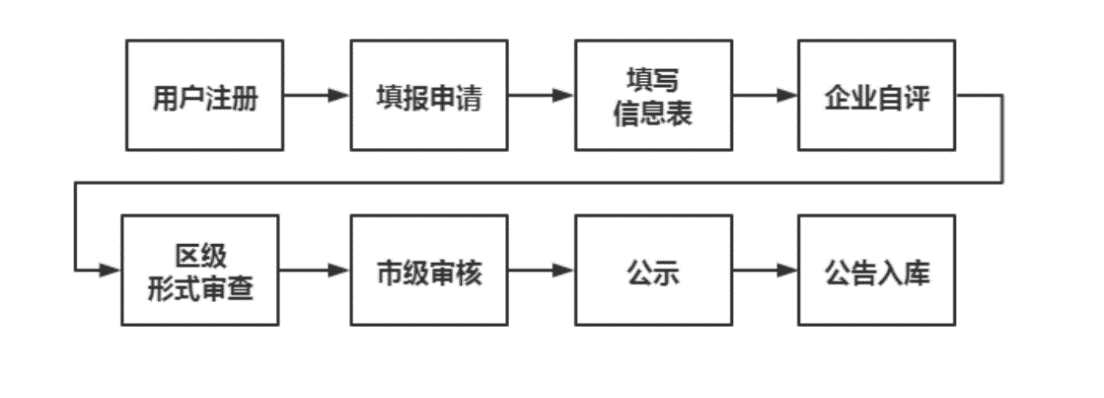 用户注册
填报申请
填写
信息表
企业自评
区级
形式审查
市级审核
公示
公告入库